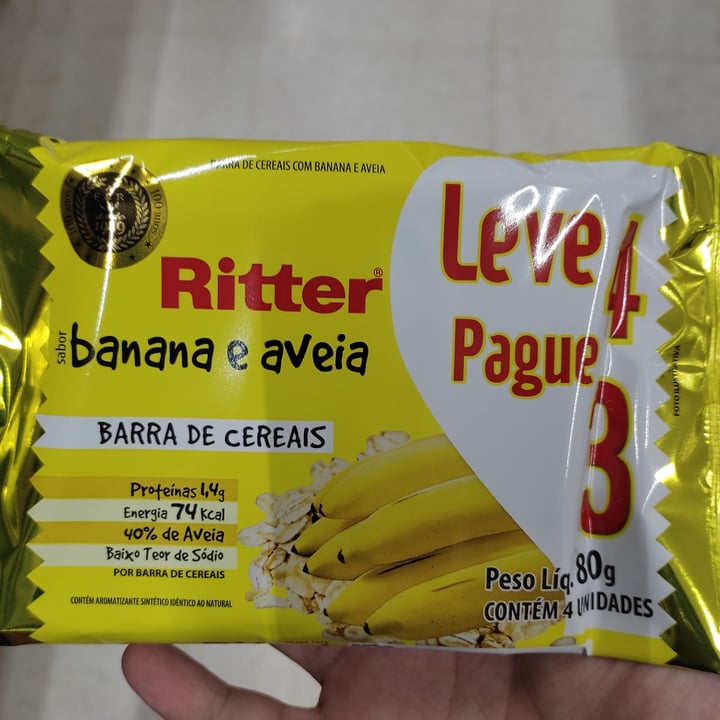 BARRA DE CEREAIS COM BANANA E AVEIA
Ritter®
sabor
banana e aveia
BARRA DE CEREAIS
Proteínas 1,4g
Energia 74 Kcal
40% de Aveia
Baixo Teor de Sódio
POR BARRA DE CEREAIS
CONTÉM AROMATIZANTE SINTÉTICO IDÊNTICO AO NATURAL
Leve 4
Pague 3
FOTO ILUSTRATIVA
Peso Líq. 80g
CONTÉM 4 UNIDADES